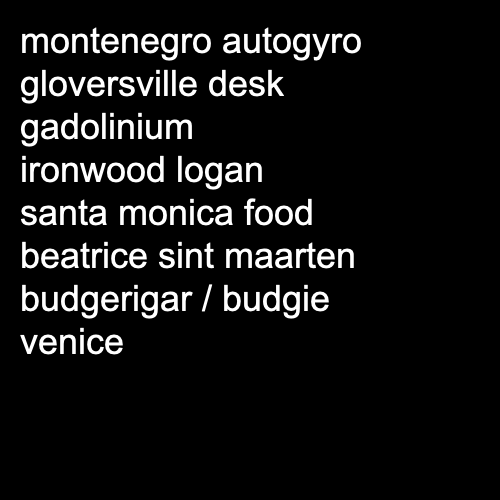 montenegro autogyro
gloversville desk
gadolinium
ironwood logan
santa monica food
beatrice sint maarten
budgerigar / budgie
venice